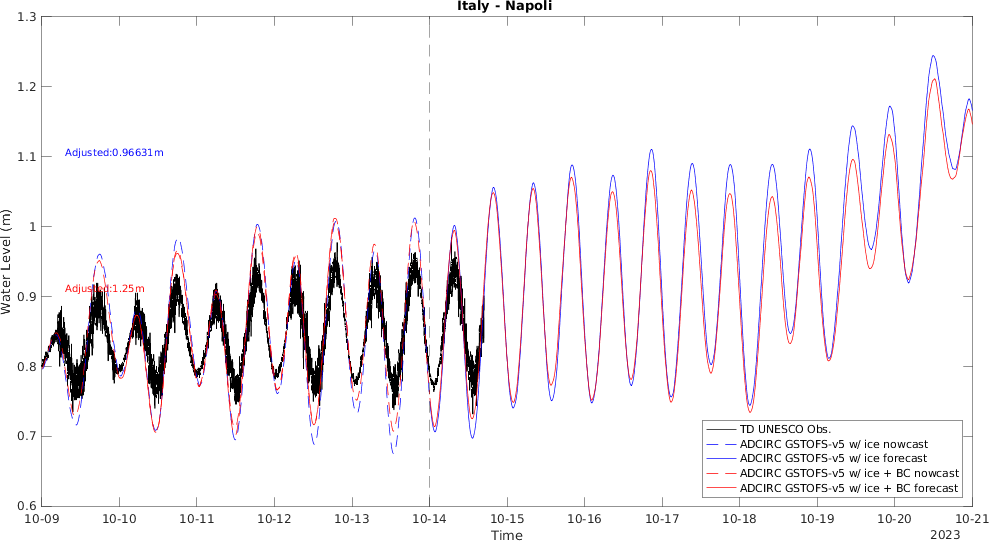 Italy - Napoli
Water Level (m)
1.3
1.2
1.1
1
0.9
0.8
0.7
0.6
Adjusted:0.96631m
Adjusted:1.25m
TD UNESCO Obs.
ADCIRC GSTOFS-v5 w/ ice nowcast
ADCIRC GSTOFS-v5 w/ ice forecast
ADCIRC GSTOFS-v5 w/ ice + BC nowcast
ADCIRC GSTOFS-v5 w/ ice + BC forecast
10-09 10-10 10-11 10-12 10-13 10-14 10-15 10-16 10-17 10-18 10-19 10-20 10-21
Time
2023